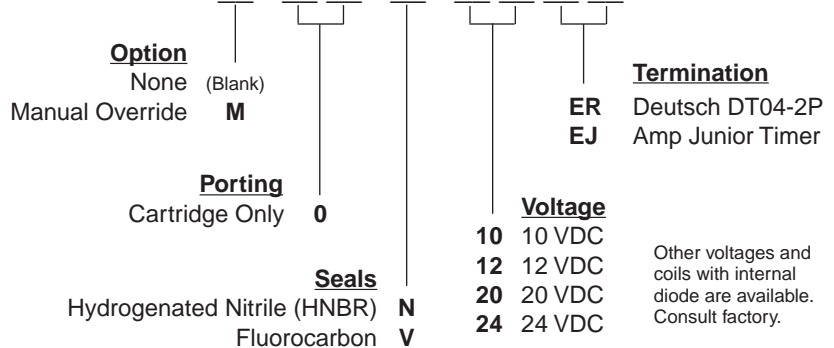 Option
None (Blank)
Manual Override M
Porting
Cartridge Only 0
Seals
Hydrogenated Nitrile (HNBR) N
Fluorocarbon V
Voltage
10 10 VDC
12 12 VDC
20 20 VDC
24 24 VDC
Termination
ER Deutsch DT04-2P
EJ Amp Junior Timer
Other voltages and
coils with internal
diode are available.
Consult factory.